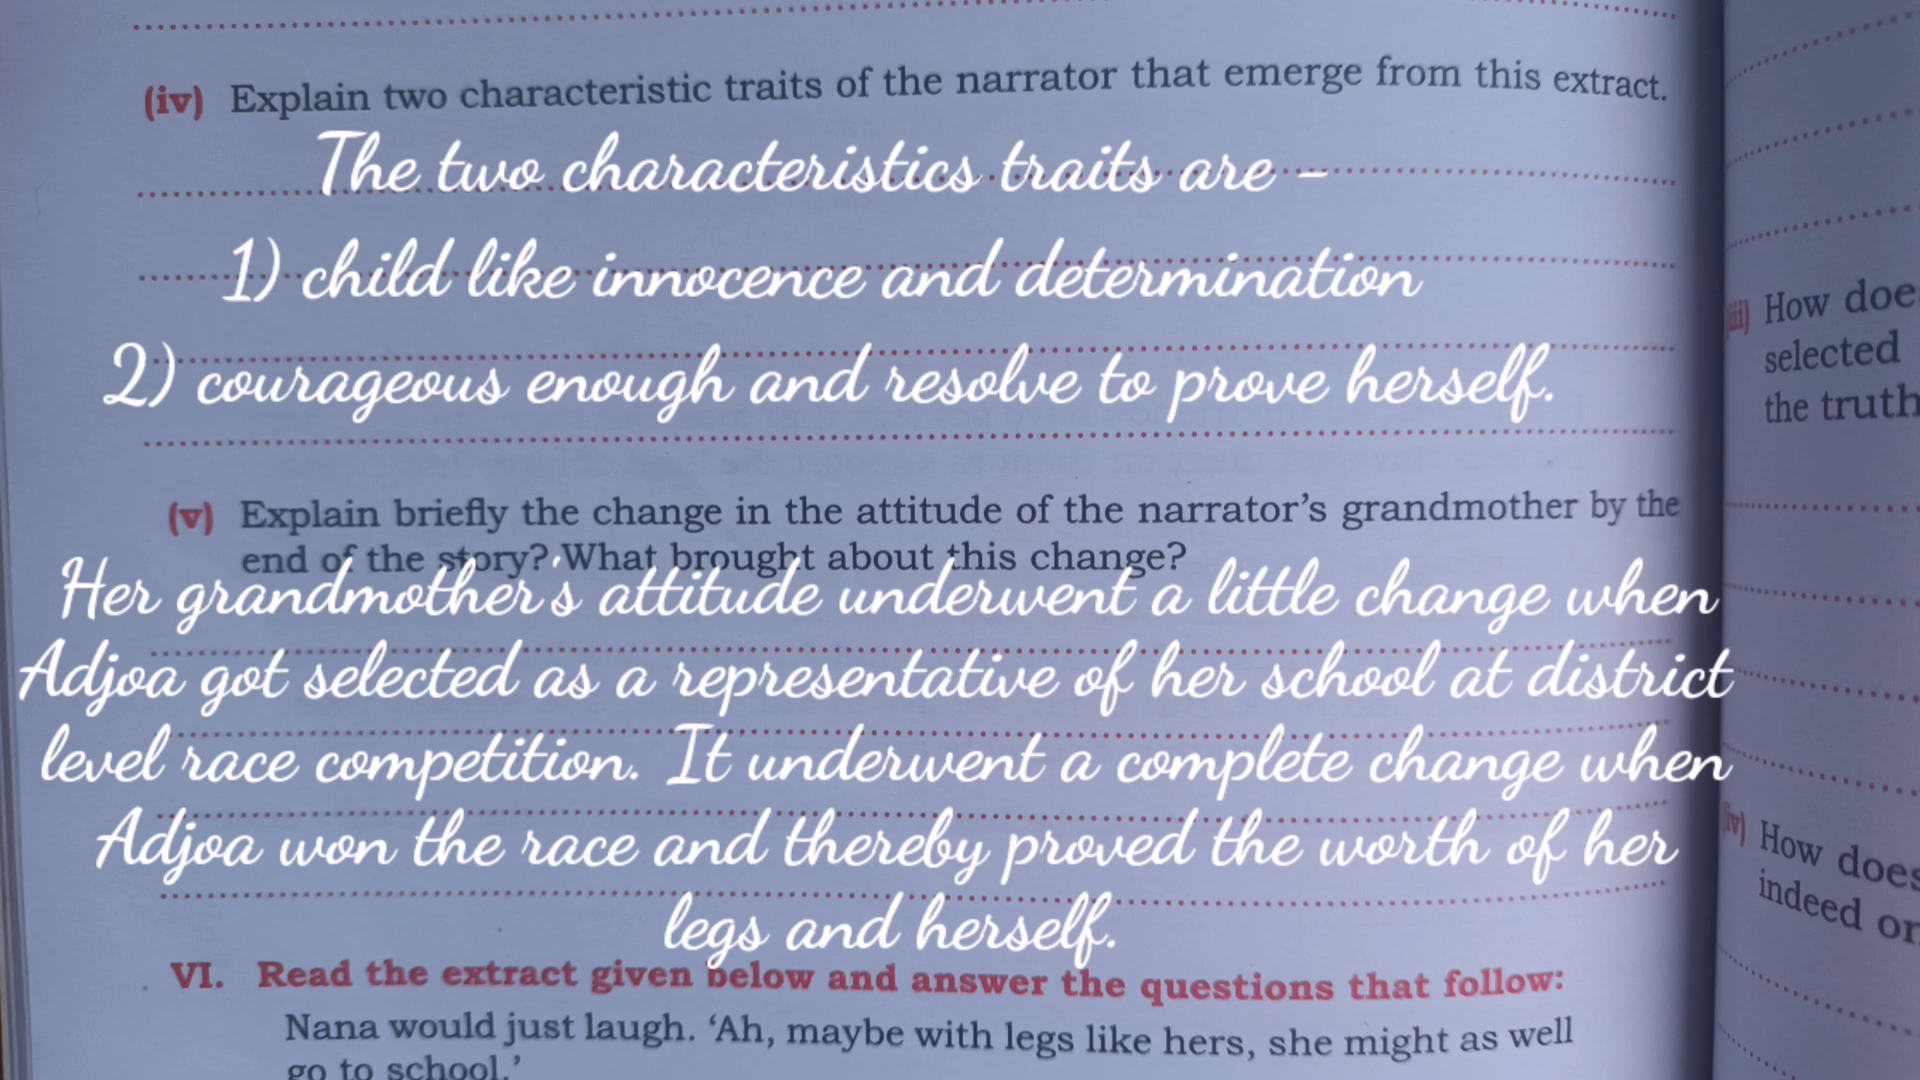 (iv) Explain two characteristic traits of the narrator that emerge from this extract.
The two characteristics traits are -
1) child like innocence and determination
2) courageous enough and resolve to prove herself.
(v) Explain briefly the change in the attitude of the narrator's grandmother by the
end of the story? What brought about this change?
Her grandmother's attitude underwent a little change when
Adjoa got selected as a representative of her school at district
level race competition. It underwent a complete change when
Adjoa won the race and thereby proved the worth of her
legs and herself.
VI. Read the extract given below and answer the questions that follow:
Nana would just laugh. 'Ah, maybe with legs like hers, she might as well
go to school.'
iii) How doe
selected
the truth
iv) How does
indeed or